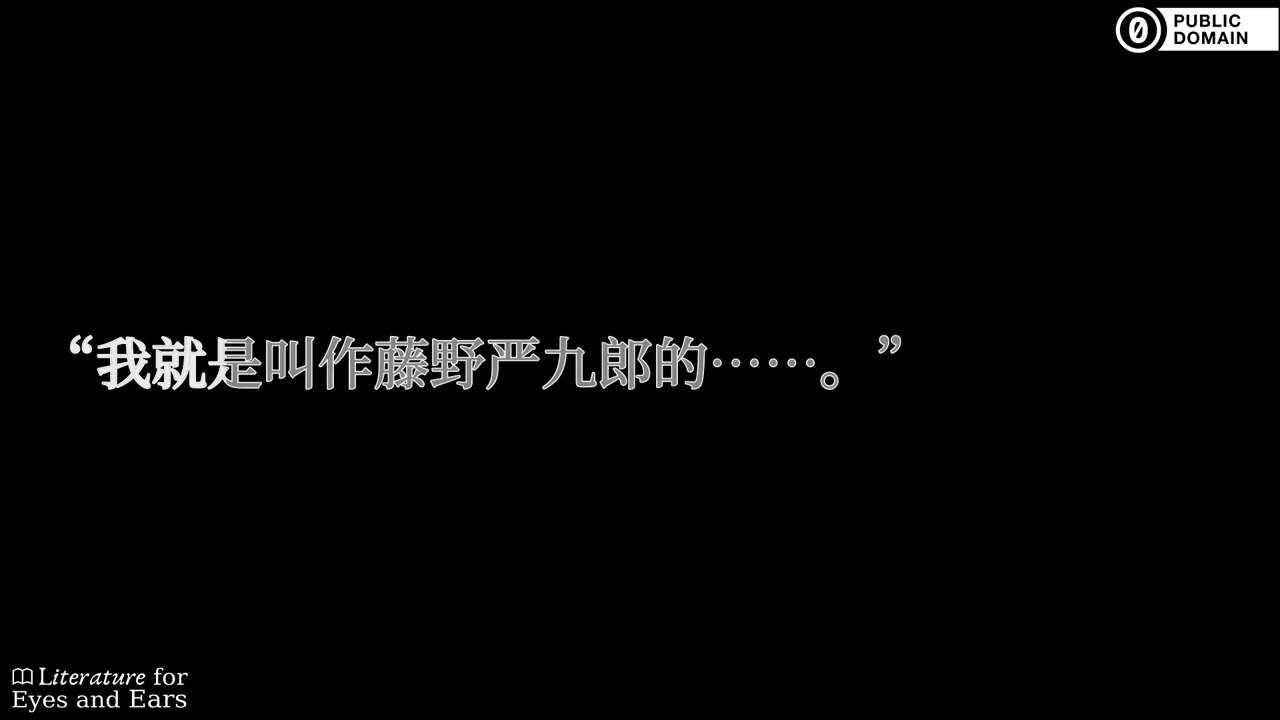 PUBLIC
DOMAIN
“我就是叫作藤野严九郎的……。”
Literature for
Eyes and Ears